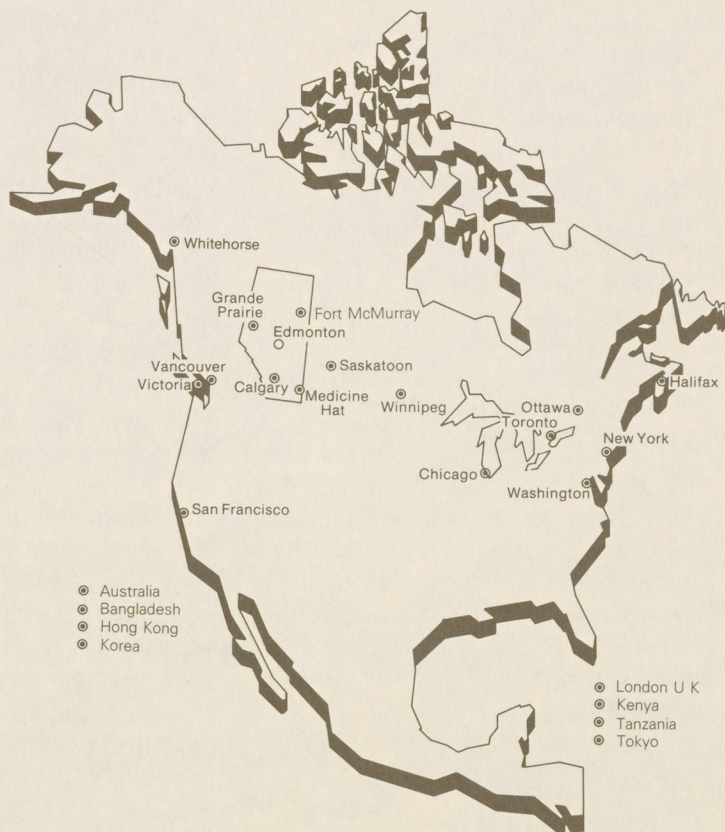 Whitehorse
Grande
Prairie
Fort McMurray
Edmonton
Vancouver
Victoria
Calgary
Saskatoon
Medicine
Hat
Winnipeg
Ottawa
Toronto
Halifax
New York
Chicago
Washington
San Francisco
Australia
Bangladesh
Hong Kong
Korea
London U K
Kenya
Tanzania
Tokyo